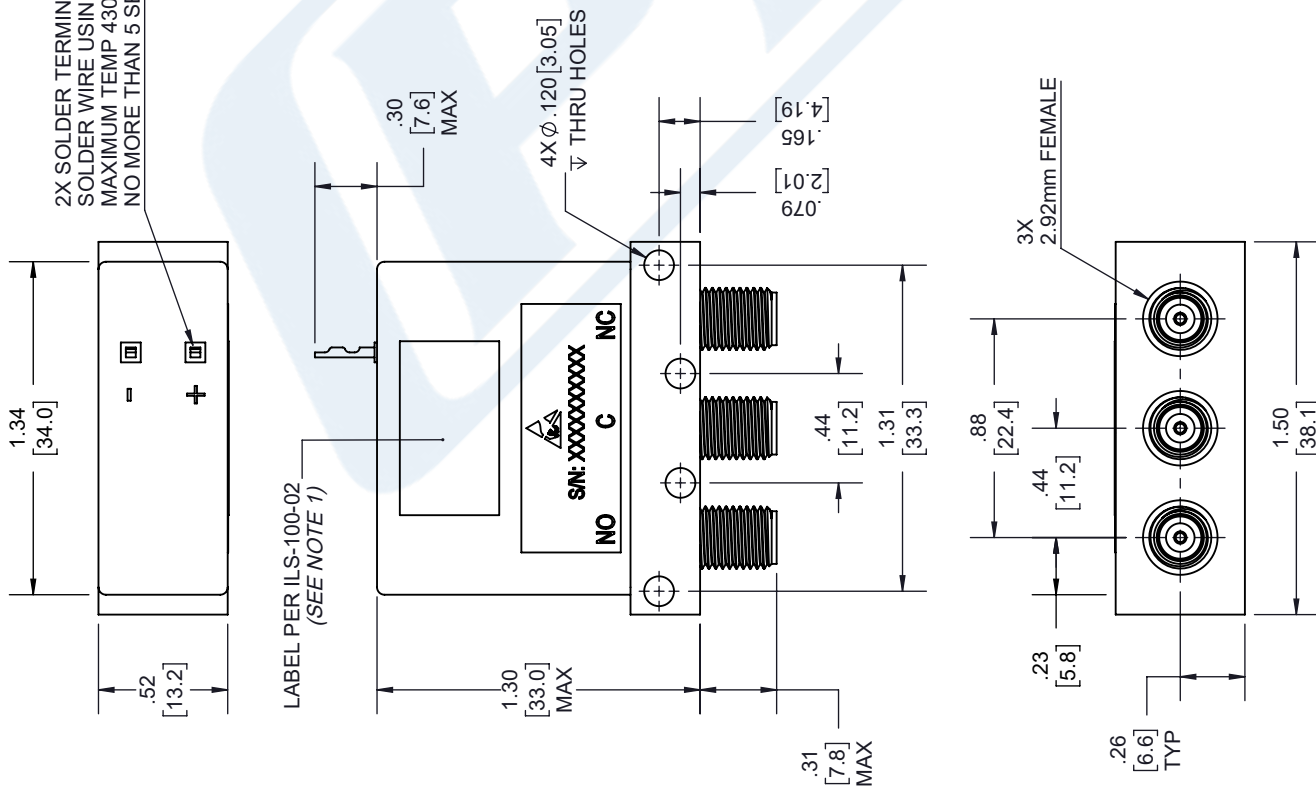 2X SOLDER
SOLDER WIRE
MAXIMUM TEMP 430
NO MORE THAN 5
1.34
[34.0]
-
+
.52
[13.2]
.30
[7.6]
MAX
LABEL PER ILS-100-02
(SEE NOTE 1)
4X Ø .120 [3.05]
↧ THRU HOLES
S/N: XXXXXXXXXX
NO C NC
1.30
[33.0]
MAX
.31
[7.8]
MAX
.079
[2.01]
.165
[4.19]
.44
[11.2]
1.31
[33.3]
3X
2.92mm FEMALE
.88
[22.4]
.44
[11.2]
.23
[5.8]
.26
[6.6]
TYP
1.50
[38.1]